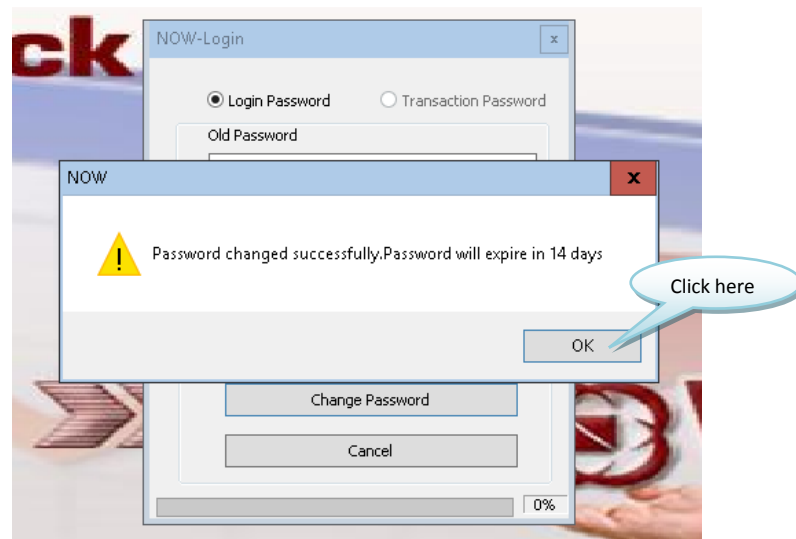 ck
NOW-Login
x
Login Password
Transaction Password
Old Password
NOW
x
Password changed successfully.Password will expire in 14 days
Click here
OK
Change Password
Cancel
0%